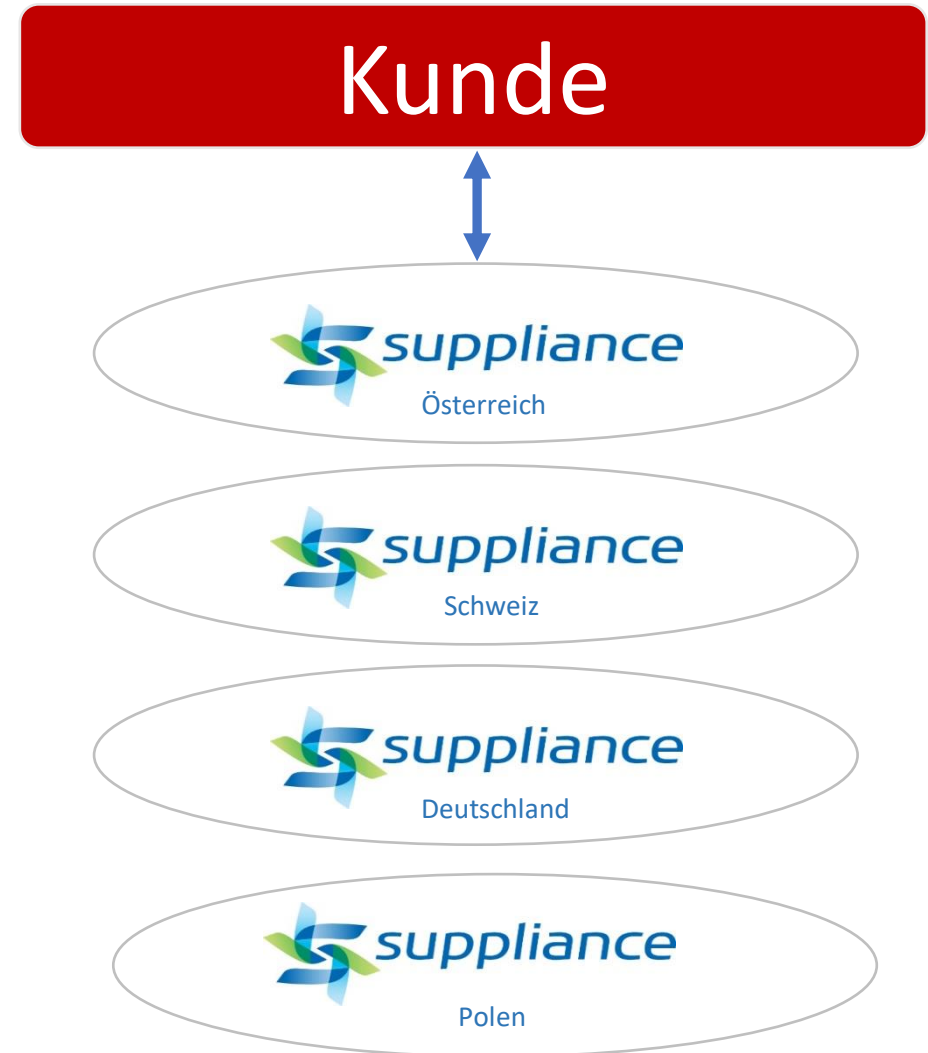 Kunde
suppliance
Österreich
suppliance
Schweiz
suppliance
Deutschland
suppliance
Polen